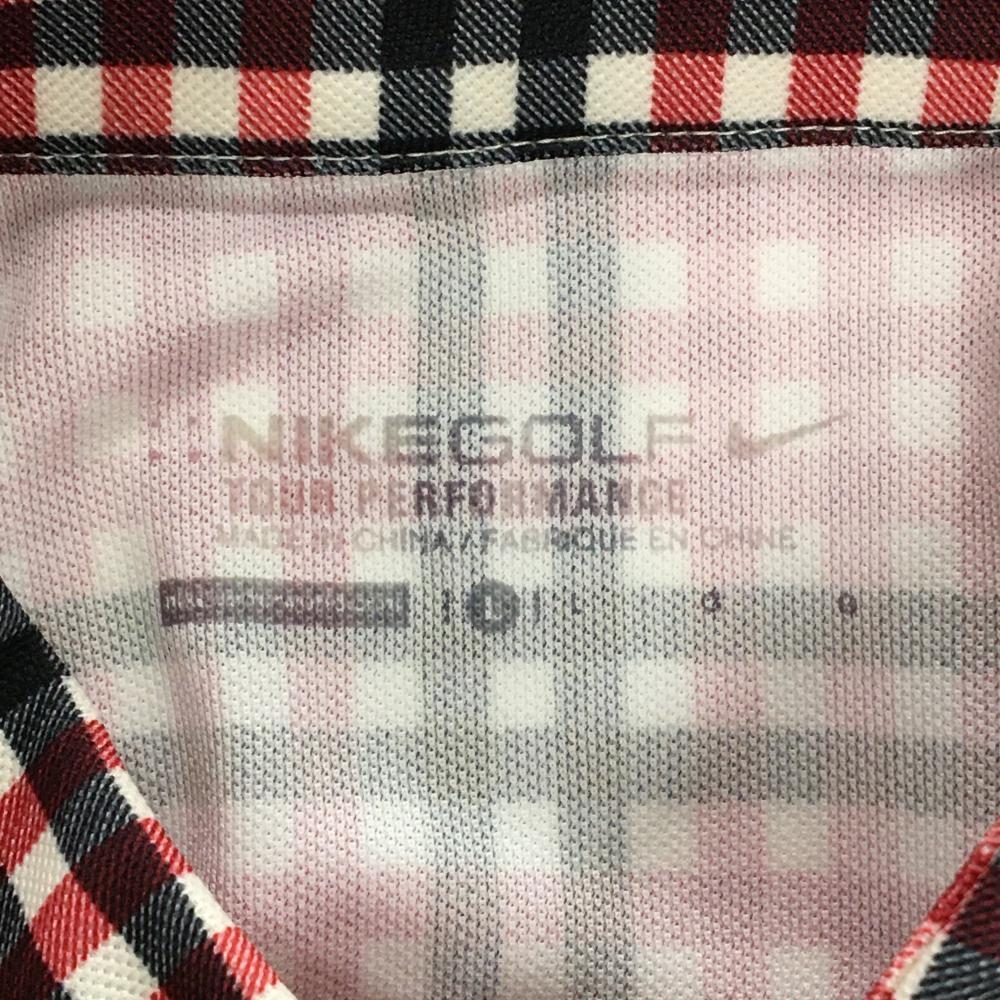 NIKEGOLF
TOUR PERFORMANCE
MADE IN CHINA / FABRIQUE EN CHINE
L L G G